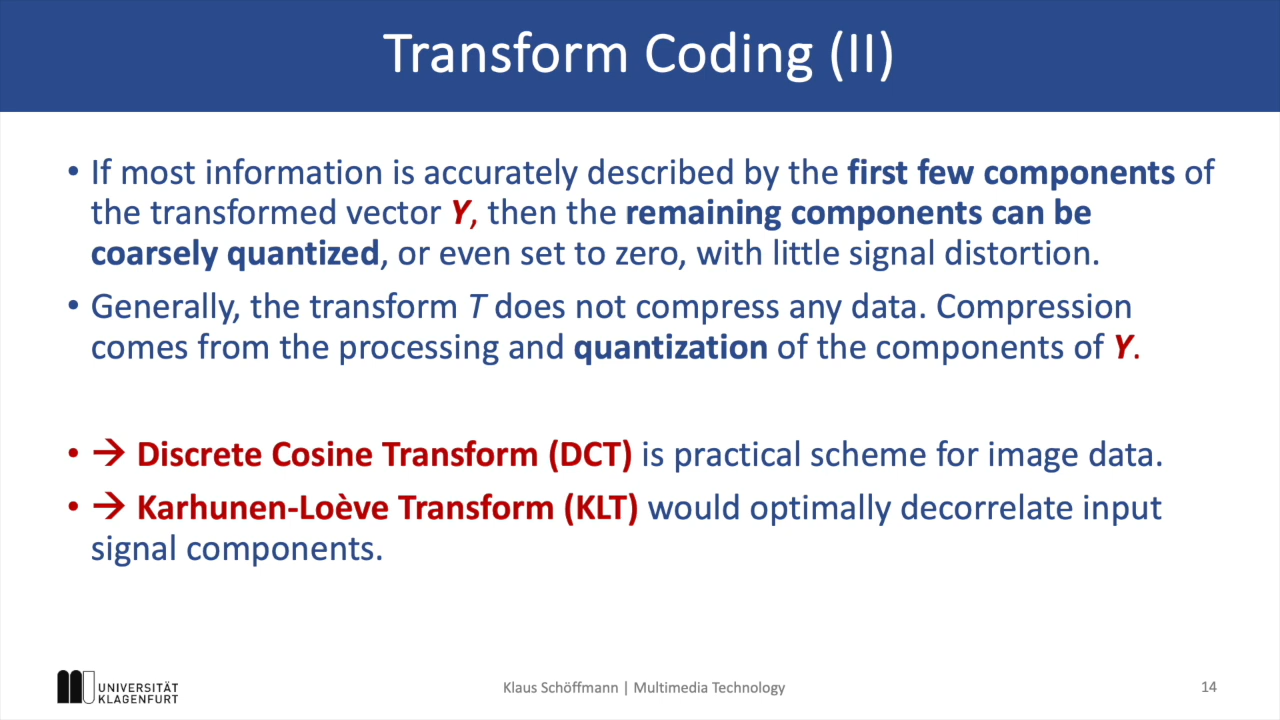 Transform Coding (II)
• If most information is accurately described by the first few components of
the transformed vector Y, then the remaining components can be
coarsely quantized, or even set to zero, with little signal distortion.
• Generally, the transform T does not compress any data. Compression
comes from the processing and quantization of the components of Y.
• → Discrete Cosine Transform (DCT) is practical scheme for image data.
• → Karhunen-Loève Transform (KLT) would optimally decorrelate input
signal components.
UNIVERSITÄT
KLAGENFURT
Klaus Schöffmann | Multimedia Technology
14